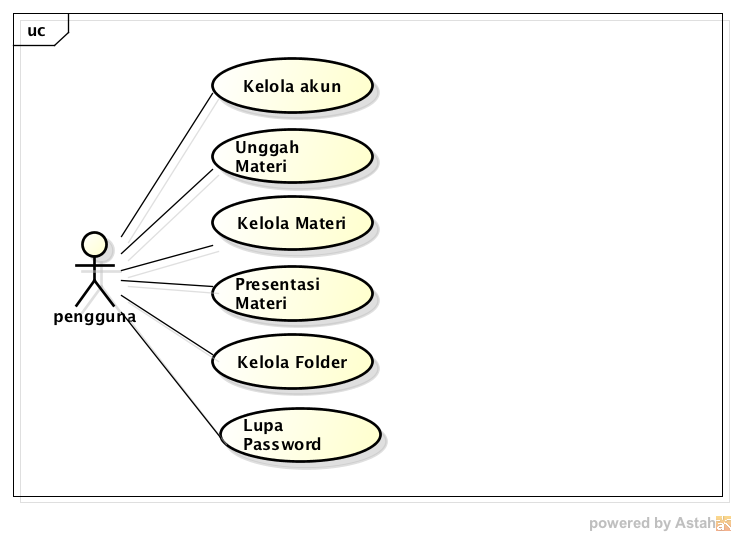 uc
Kelola akun
Unggah
Materi
Kelola Materi
Presentasi
Materi
pengguna
Kelola Folder
Lupa
Password
powered by Astah